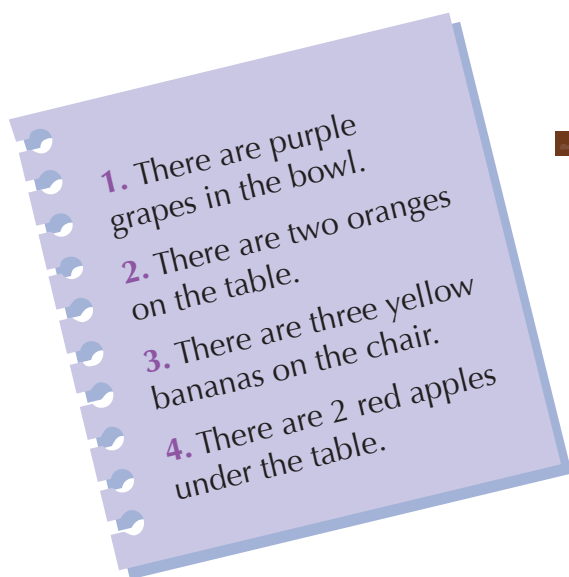 1. There are purple
grapes in the bowl.
2. There are two oranges
on the table.
3. There are three yellow
bananas on the chair.
4. There are 2 red apples
under the table.